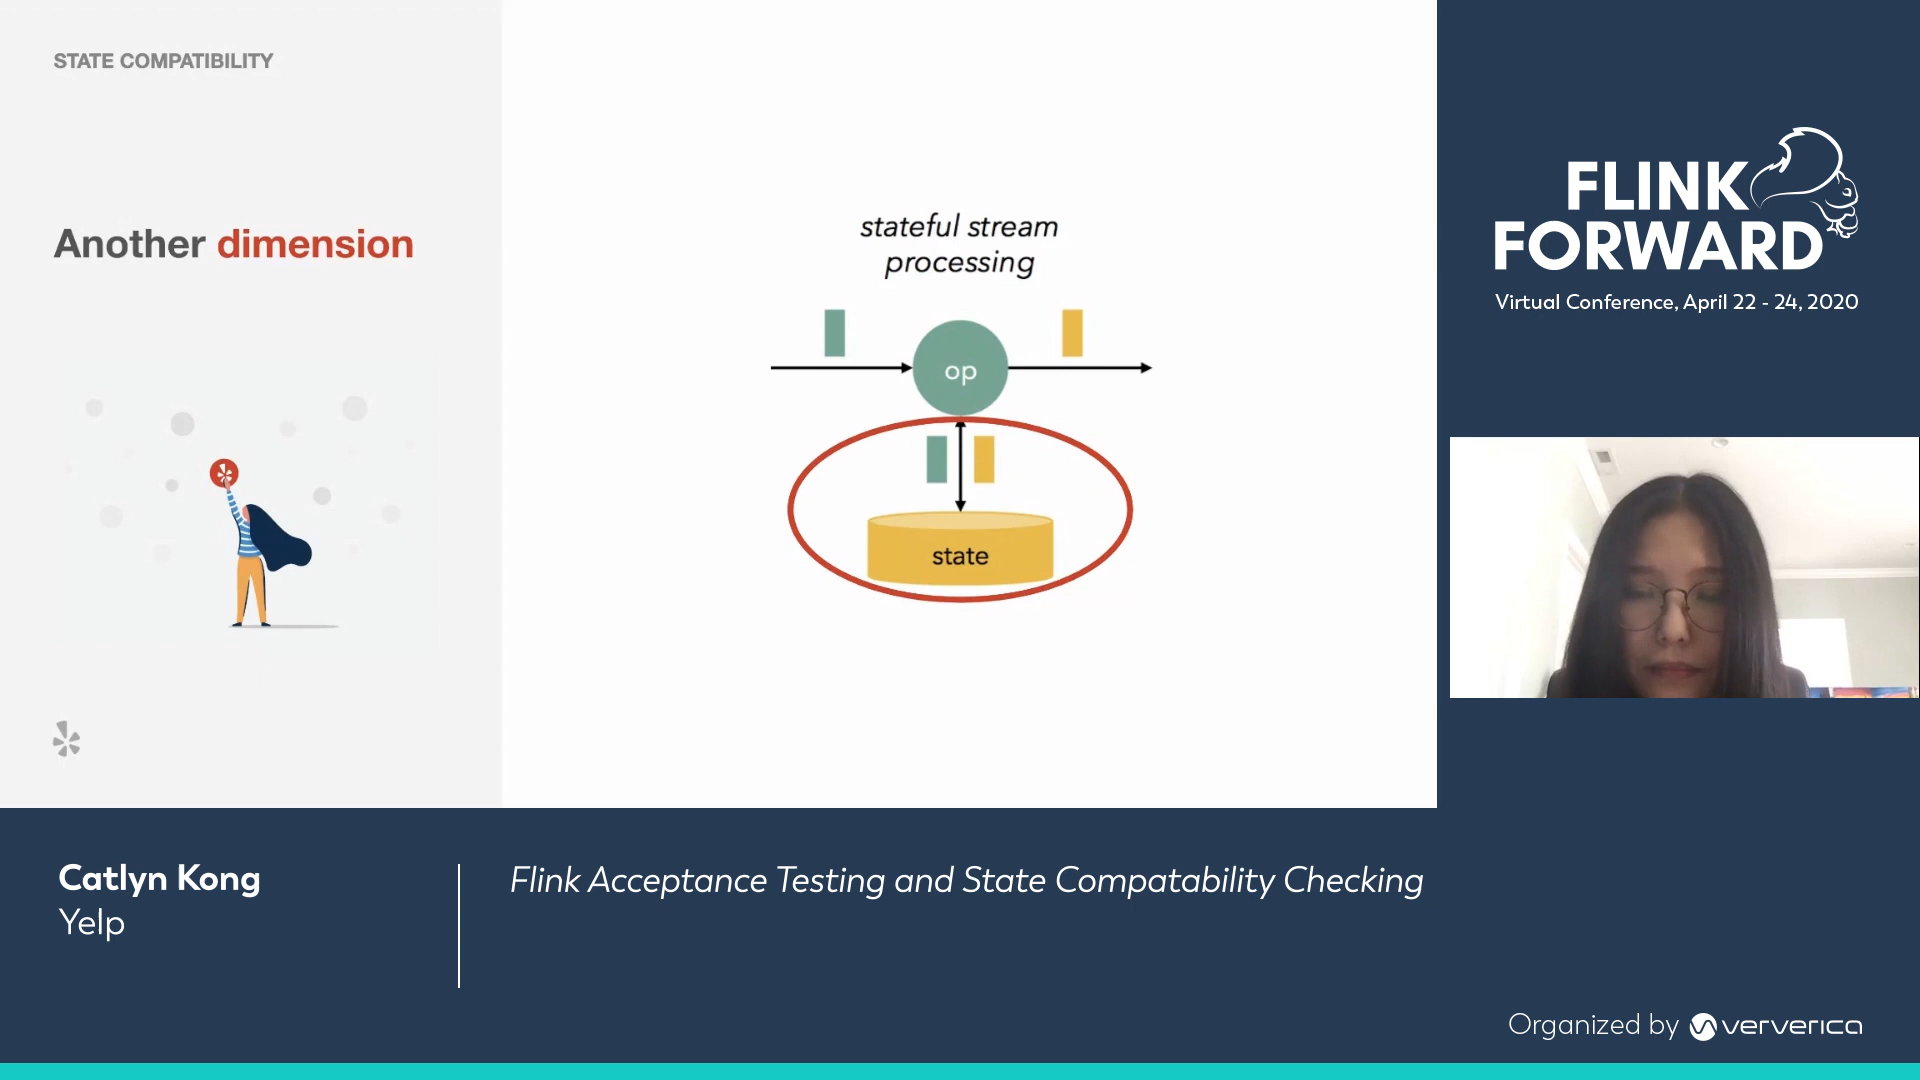 STATE COMPATIBILITY
Another dimension
stateful stream
processing
op
state
FLINK
FORWARD
Virtual Conference, April 22 - 24, 2020
Catlyn Kong
Yelp
Flink Acceptance Testing and State Compatability Checking
Organized by ververica